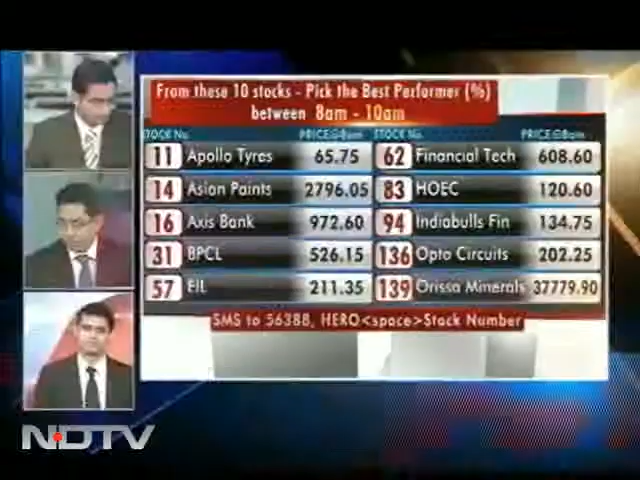 From these 10 stocks - Pick the Best Performer (%)
between 8am - 10am
STOCK No. PRICE@8am STOCK No. PRICE@8am
11 Apollo Tyres 65.75 62 Financial Tech 608.60
14 Asian Paints 2796.05 83 HOEC 120.60
16 Axis Bank 972.60 94 Indiabulls Fin 134.75
31 BPCL 526.15 136 Opto Circuits 202.25
57 EIL 211.35 139 Orissa Minerals 37779.90
SMS to 56388, HERO<space>Stock Number
NDTV